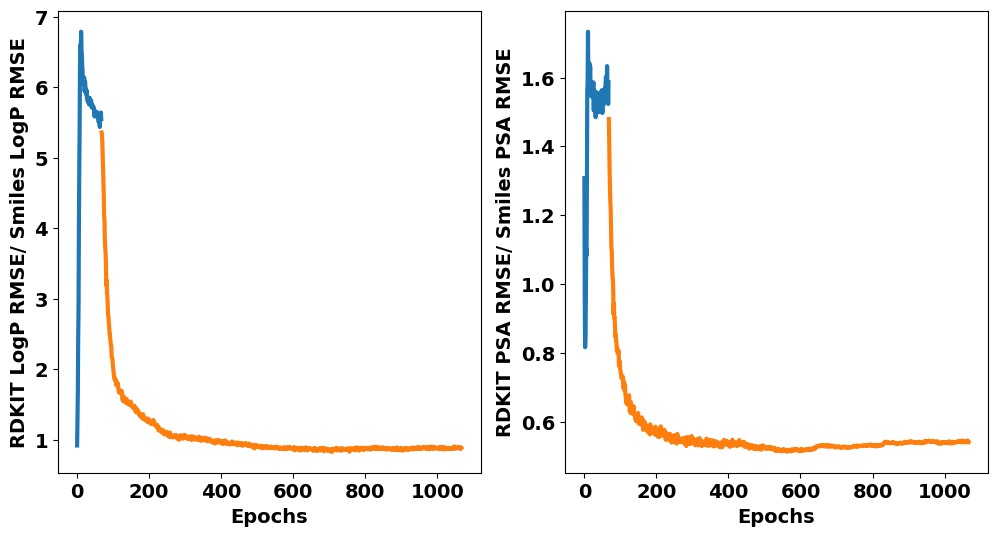 RDKIT LogP RMSE/ Smiles LogP RMSE
7
6
5
4
3
2
1
0 200 400 600 800 1000
Epochs
RDKIT PSA RMSE/ Smiles PSA RMSE
1.6
1.4
1.2
1.0
0.8
0.6
0 200 400 600 800 1000
Epochs